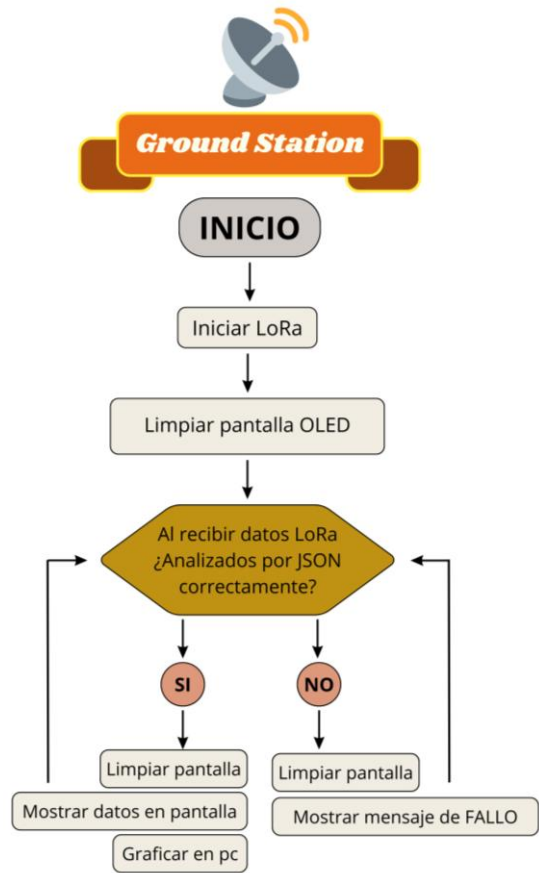 Ground Station
INICIO
Iniciar LoRa
Limpiar pantalla OLED
Al recibir datos LoRa
¿Analizados por JSON
correctamente?
SI
NO
Limpiar pantalla
Mostrar datos en pantalla
Graficar en pc
Limpiar pantalla
Mostrar mensaje de FALLO